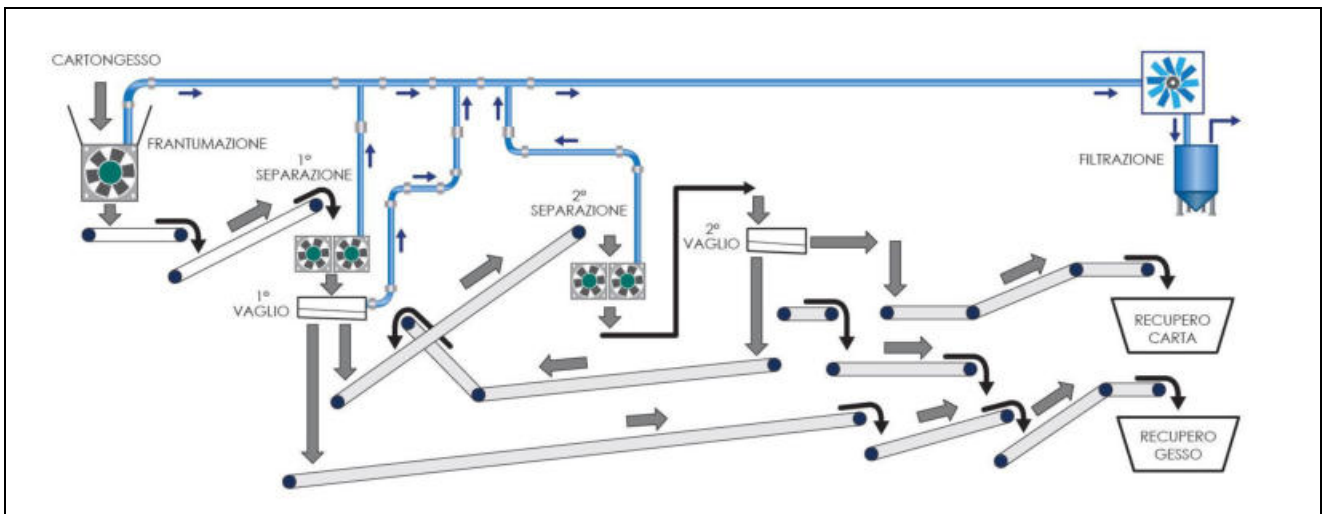 CARTONGESSO
FRANTUMAZIONE
1°
SEPARAZIONE
1°
VAGLIO
2°
SEPARAZIONE
2°
VAGLIO
FILTRAZIONE
RECUPERO
CARTA
RECUPERO
GESSO